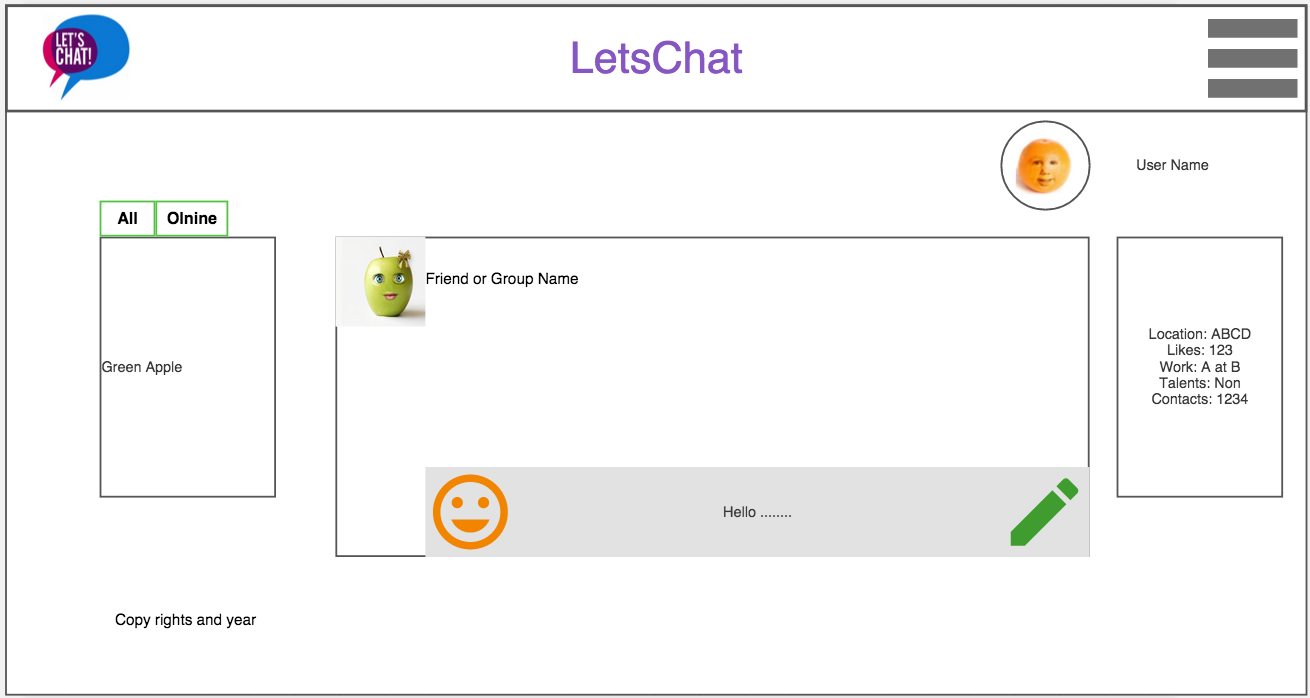 LET'S
CHAT!
LetsChat
User Name
All
Olnine
Friend or Group Name
Green Apple
Location: ABCD
Likes: 123
Work: A at B
Talents: Non
Contacts: 1234
Hello ........
Copy rights and year